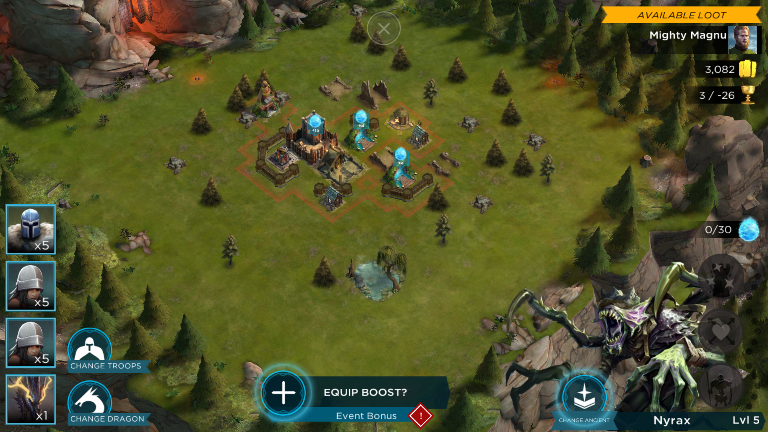 AVAILABLE LOOT
Mighty Magnu
3,082
3 / -26
0/30
x5
x5
x5
CHANGE TROOPS
x1
CHANGE DRAGON
EQUIP BOOST?
Event Bonus
!
CHANGE ANCIENT
Nyrax
Lvl 5